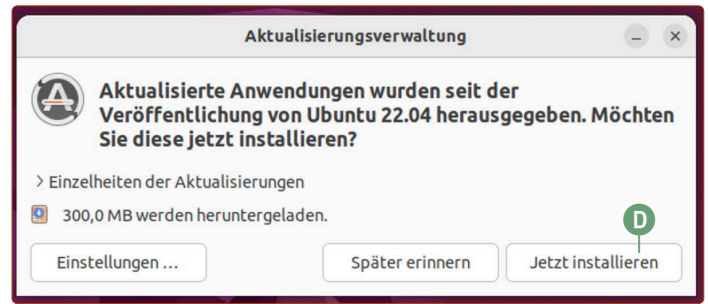 Aktualisierungsverwaltung
Aktualisierte Anwendungen wurden seit der
Veröffentlichung von Ubuntu 22.04 herausgegeben. Möchten
Sie diese jetzt installieren?
Einzelheiten der Aktualisierungen
300,0 MB werden heruntergeladen.
D
Einstellungen …
Später erinnern
Jetzt installieren